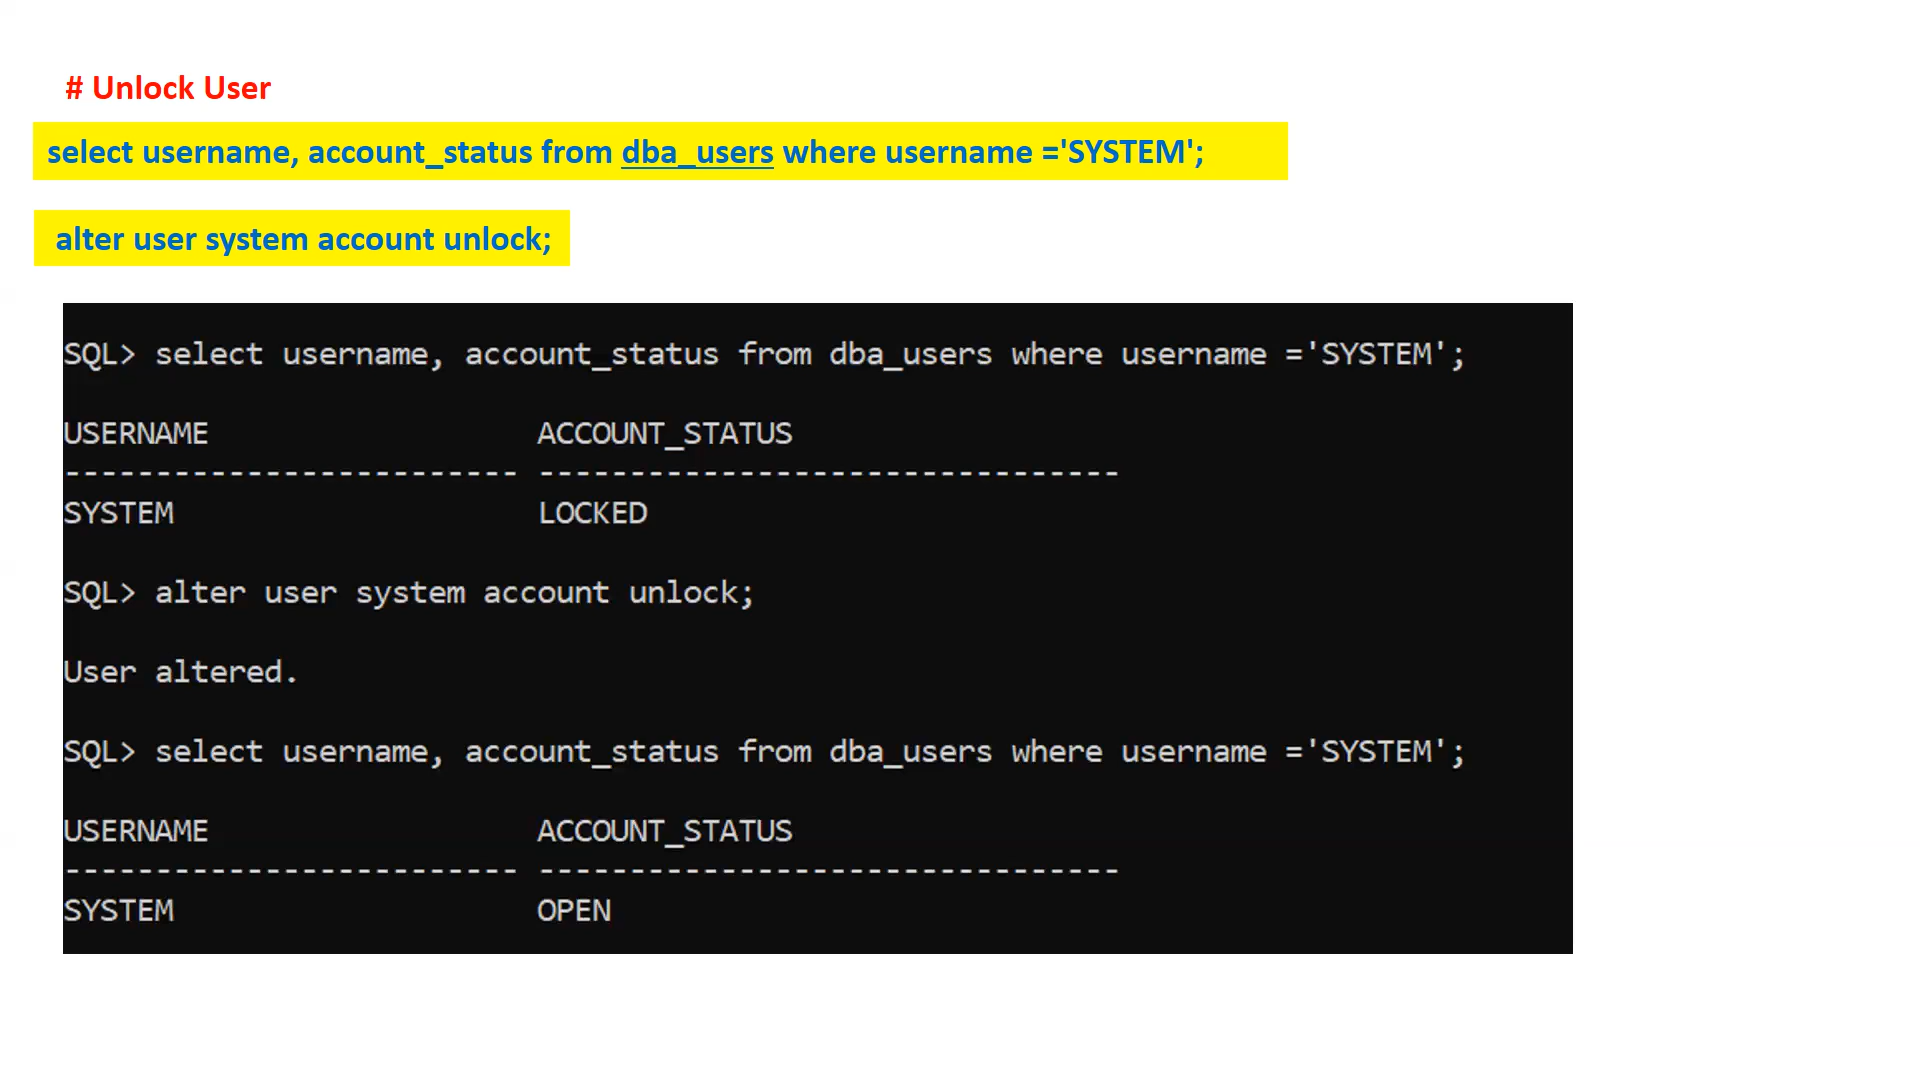 # Unlock User
select username, account_status from dba_users where username ='SYSTEM';
alter user system account unlock;
SQL> select username, account_status from dba_users where username ='SYSTEM';
USERNAME                  ACCOUNT_STATUS
------------------------- --------------------------------
SYSTEM                    LOCKED
SQL> alter user system account unlock;
User altered.
SQL> select username, account_status from dba_users where username ='SYSTEM';
USERNAME                  ACCOUNT_STATUS
------------------------- --------------------------------
SYSTEM                    OPEN